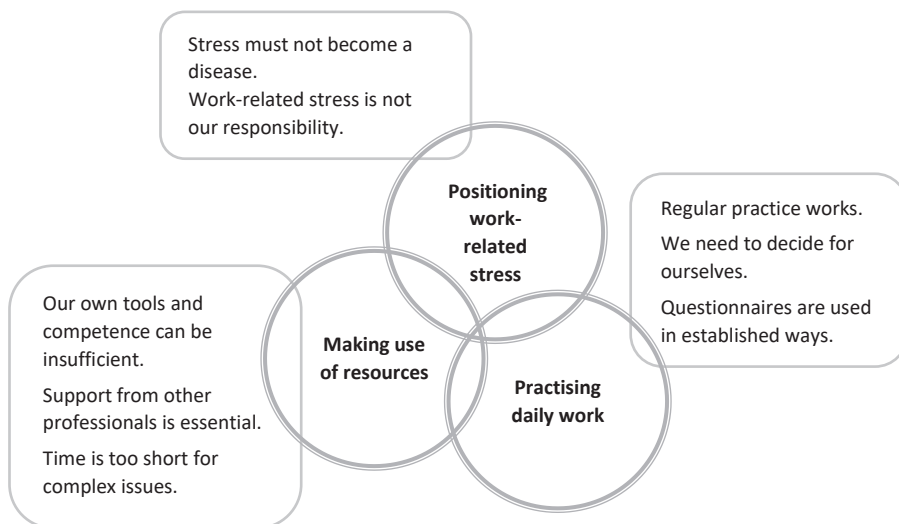 Stress must not become a
disease.
Work-related stress is not
our responsibility.
Positioning
work-
related
stress
Regular practice works.
We need to decide for
ourselves.
Questionnaires are used
in established ways.
Our own tools and
competence can be
insufficient.
Support from other
professionals is essential.
Time is too short for
complex issues.
Making use
of resources
Practising
daily work